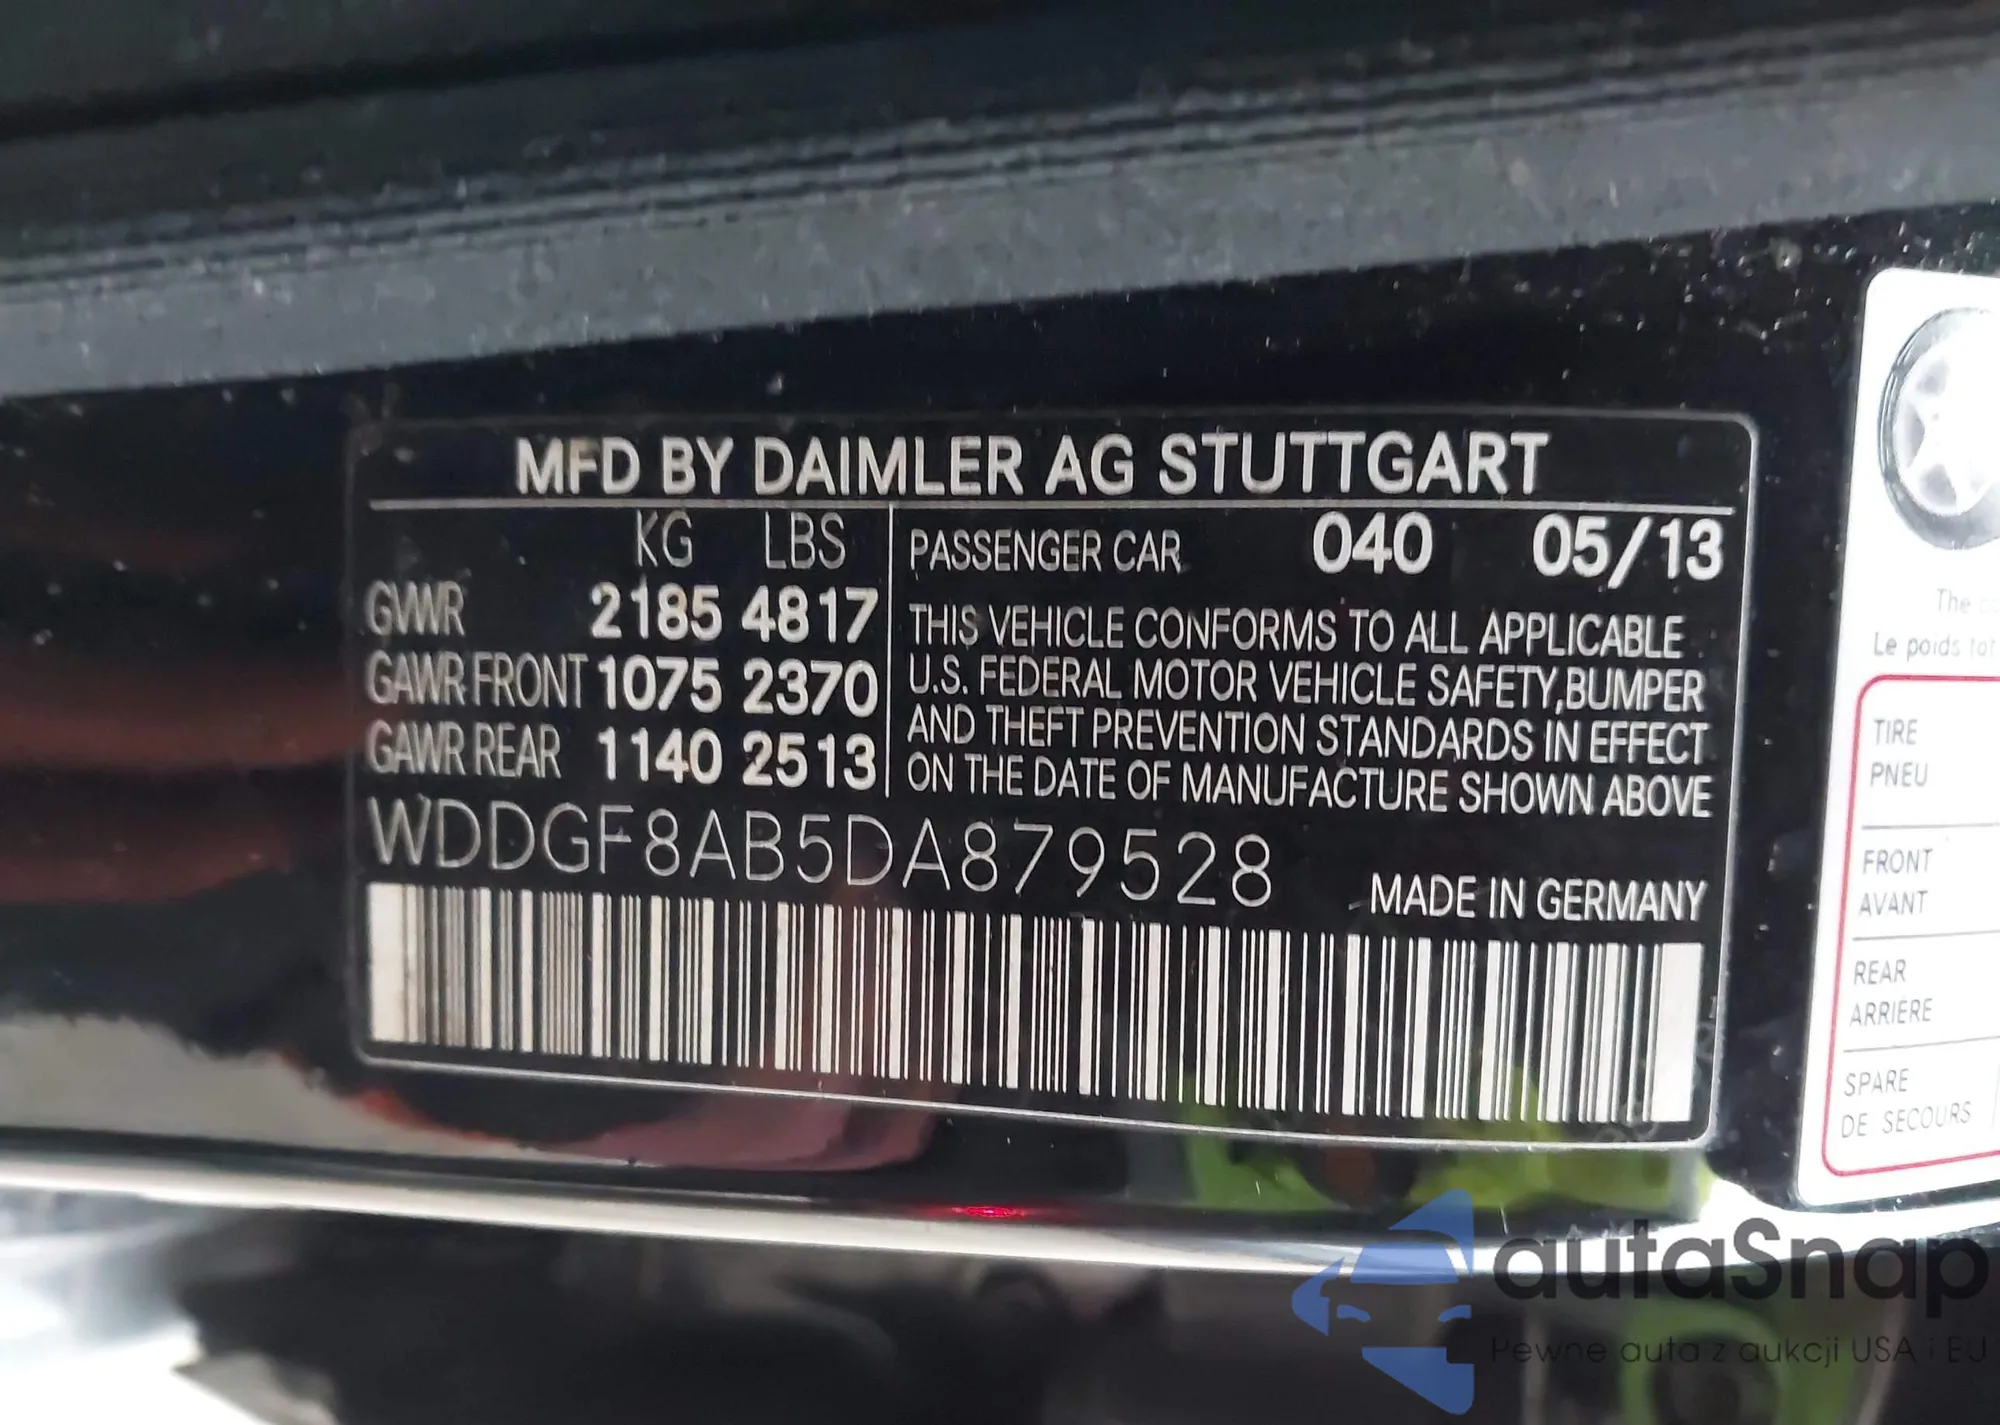 MFD BY DAIMLER AG STUTTGART
KG LBS
GVWR 2185 4817
GAWR FRONT 1075 2370
GAWR REAR 1140 2513
PASSENGER CAR 040 05/13
THIS VEHICLE CONFORMS TO ALL APPLICABLE
U.S. FEDERAL MOTOR VEHICLE SAFETY,BUMPER
AND THEFT PREVENTION STANDARDS IN EFFECT
ON THE DATE OF MANUFACTURE SHOWN ABOVE
WDDGF8AB5DA879528
MADE IN GERMANY
The
Le poids
TIRE
PNEU
FRONT
AVANT
REAR
ARRIÈRE
SPARE
DE SECOURS
autaSnap
Pewne auta z aukcji USA i EU